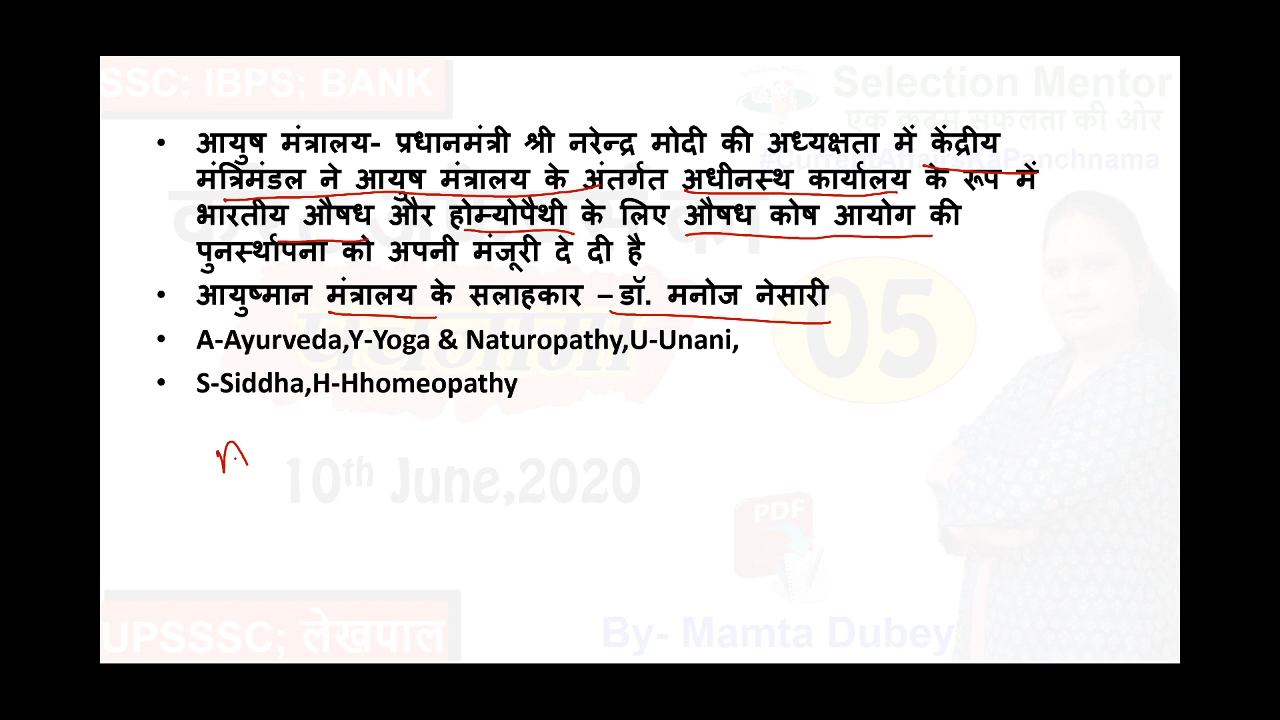 SSC; IBPS; BANK
Selection Mentor
एक कदम सफलता की ओर
#CurrentAffairsKaPanchnama
• आयुष मंत्रालय- प्रधानमंत्री श्री नरेन्द्र मोदी की अध्यक्षता में केंद्रीय
मंत्रिमंडल ने आयुष मंत्रालय के अंतर्गत अधीनस्थ कार्यालय के रूप में
भारतीय औषध और होम्योपैथी के लिए औषध कोष आयोग की
पुनर्स्थापना को अपनी मंजूरी दे दी है
• आयुष्मान मंत्रालय के सलाहकार – डॉ. मनोज नेसारी
• A-Ayurveda,Y-Yoga & Naturopathy,U-Unani,
• S-Siddha,H-Hhomeopathy
05
10th June,2020
PDF
UPSSSC; लेखपाल
By- Mamta Dubey